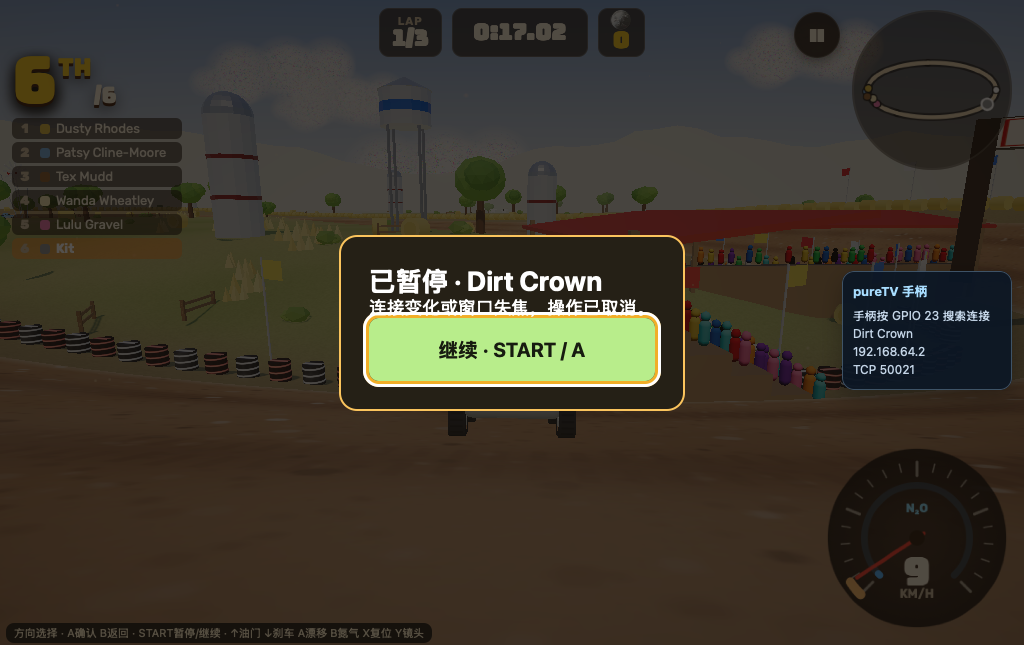 LAP
1/3
0:17.02
0
6TH
/6
1 Dusty Rhodes
2 Patsy Cline-Moore
3 Tex Mudd
4 Wanda Wheatley
5 Lulu Gravel
6 Kit
已暂停 · Dirt Crown
连接变化或窗口失焦，操作已取消。
继续 · START / A
pureTV 手柄
手柄按 GPIO 23 搜索连接
Dirt Crown
192.168.64.2
TCP 50021
N₂O
9
KM/H
方向选择 · A确认 B返回 · START暂停/继续 · ↑油门 ↓刹车 A漂移 B氮气 X复位 Y镜头